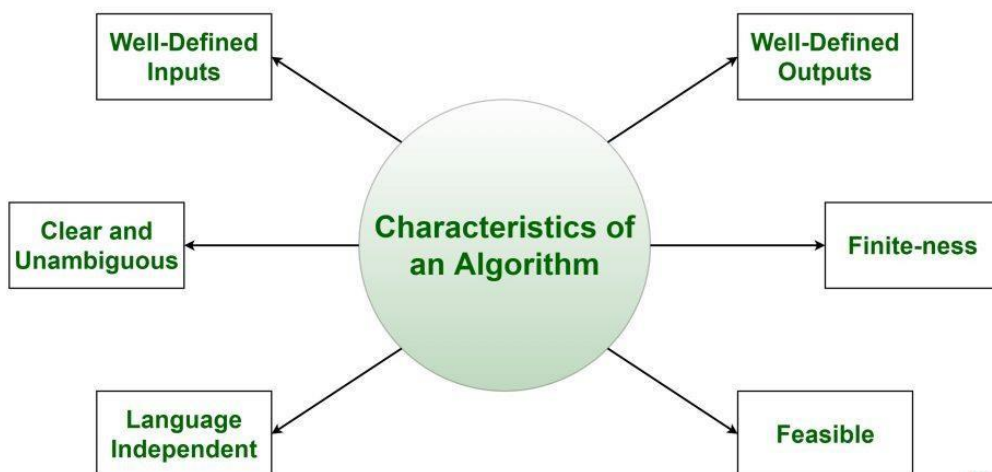 Well-Defined
Inputs
Well-Defined
Outputs
Clear and
Unambiguous
Characteristics of
an Algorithm
Finite-ness
Language
Independent
Feasible